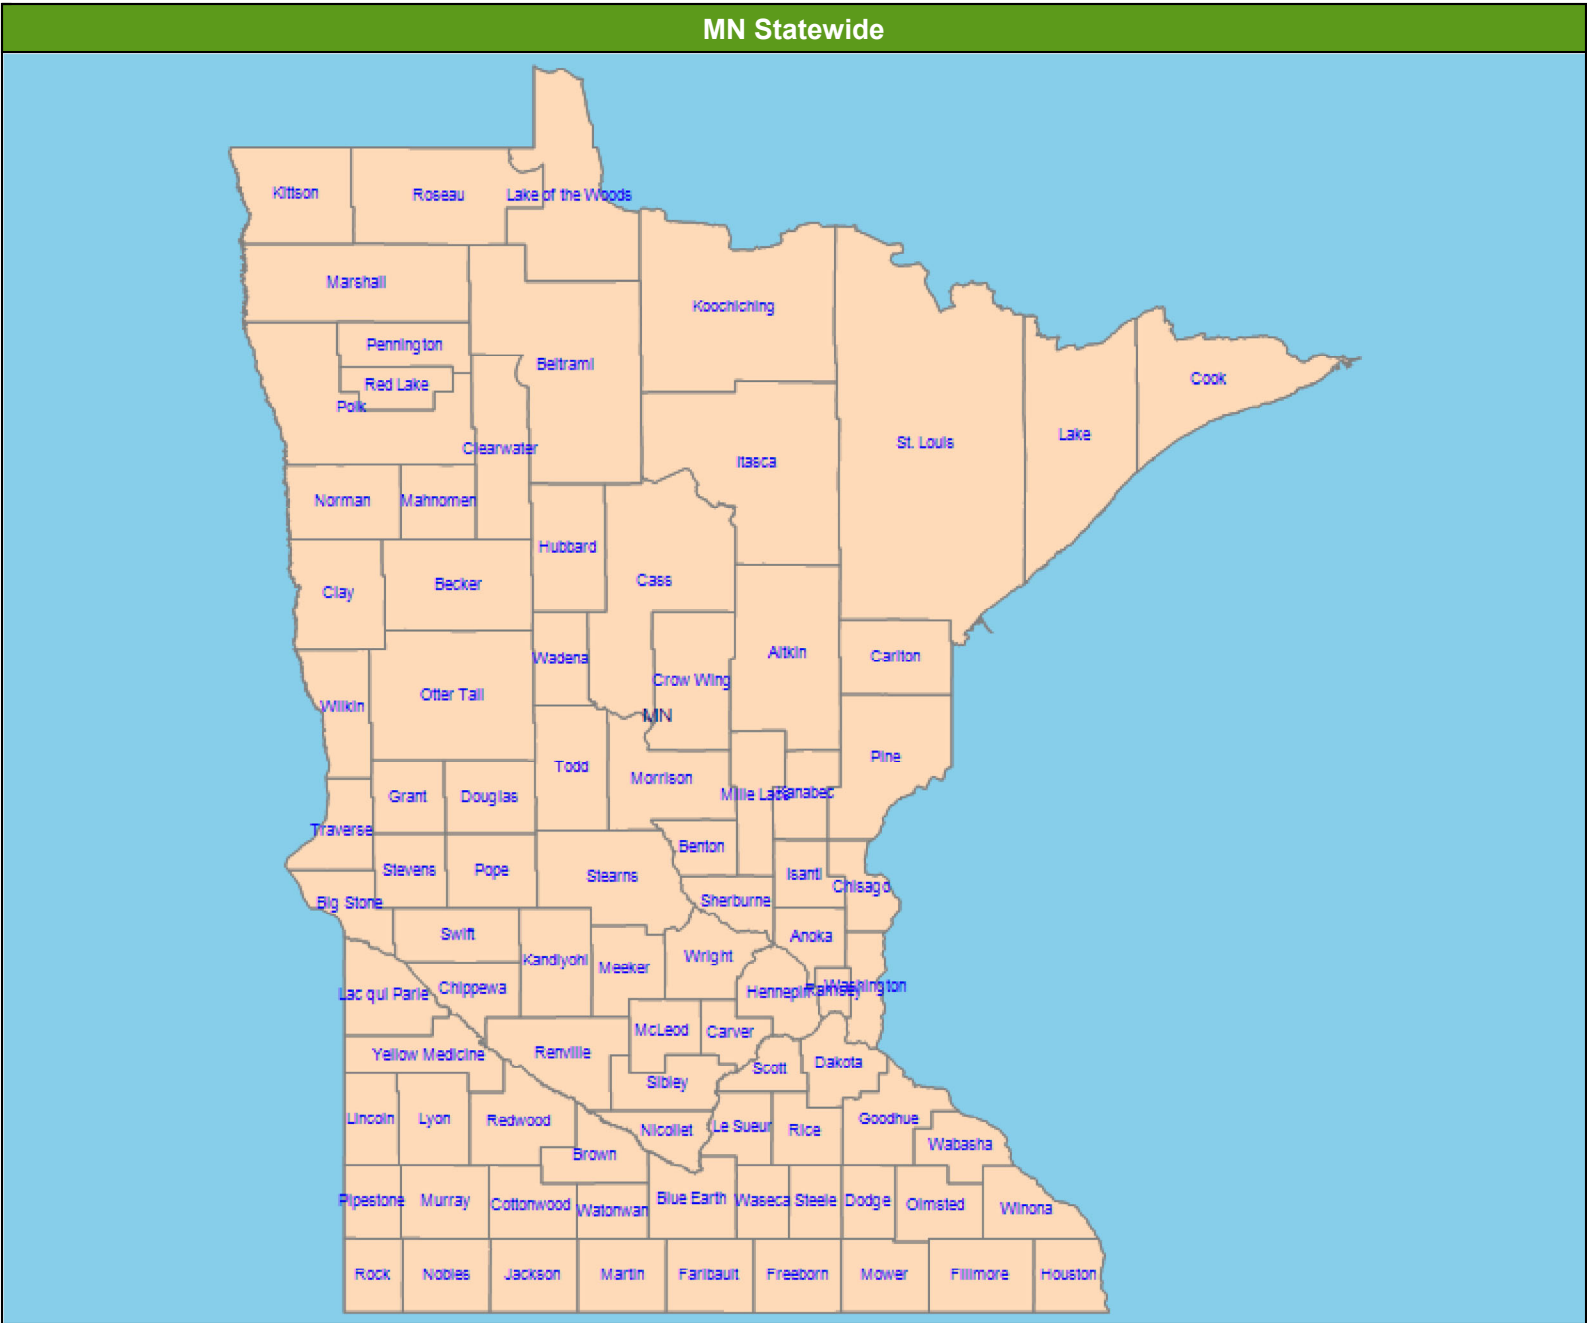 MN Statewide
Kittson
Roseau
Lake of the Woods
Marshall
Koochiching
Pennington
Beltrami
Red Lake
Cook
Polk
Lake
St. Louis
Clearwater
Itasca
Norman
Mahnomen
Hubbard
Cass
Becker
Clay
Aitkin
Carlton
Wadena
Crow Wing
Otter Tail
Wilkin
MN
Pine
Todd
Morrison
Mille Lacs
Kanabec
Grant
Douglas
Traverse
Benton
Stevens
Pope
Stearns
Isanti
Chisago
Big Stone
Sherburne
Swift
Anoka
Kandiyohi
Wright
Meeker
Chippewa
Lac qui Parle
Hennepin
Ramsey
Washington
McLeod
Carver
Yellow Medicine
Renville
Scott
Dakota
Sibley
Lincoln
Lyon
Redwood
Goodhue
Nicollet
Le Sueur
Rice
Wabasha
Brown
Pipestone
Murray
Cottonwood
Watonwan
Blue Earth
Waseca
Steele
Dodge
Olmsted
Winona
Rock
Nobles
Jackson
Martin
Faribault
Freeborn
Mower
Fillmore
Houston